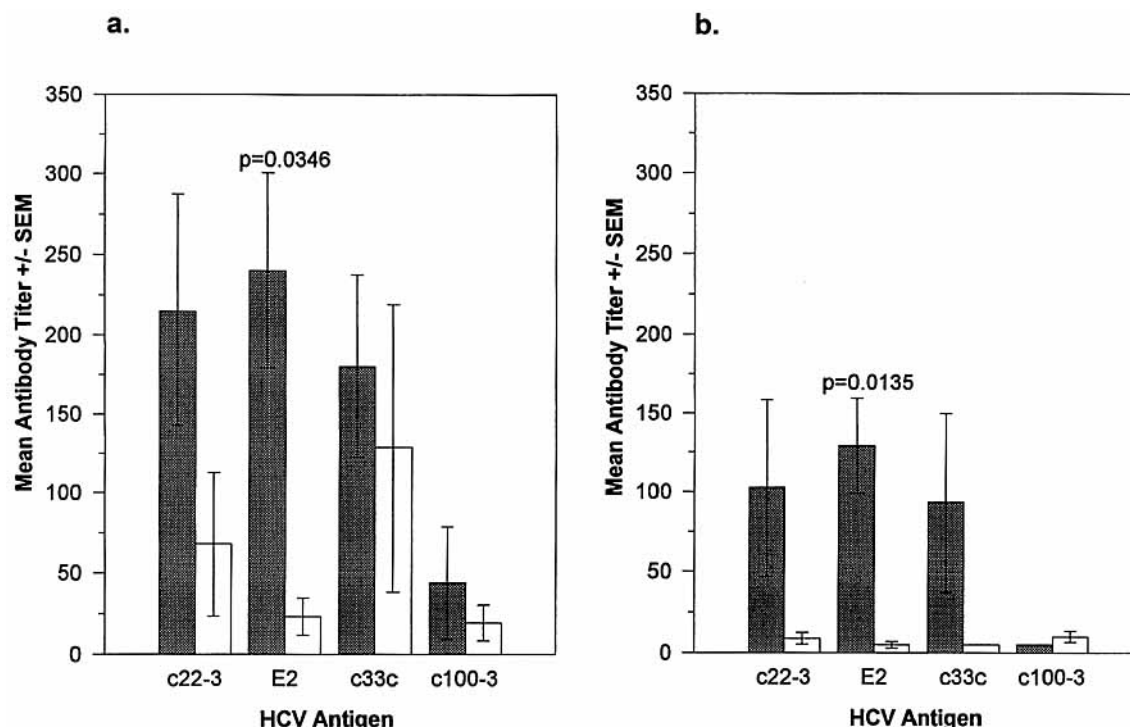 a.
350
300
250
200
150
100
50
0
Mean Antibody Titer +/- SEM
p=0.0346
c22-3 E2 c33c c100-3
HCV Antigen
b.
350
300
250
200
150
100
50
0
Mean Antibody Titer +/- SEM
p=0.0135
c22-3 E2 c33c c100-3
HCV Antigen